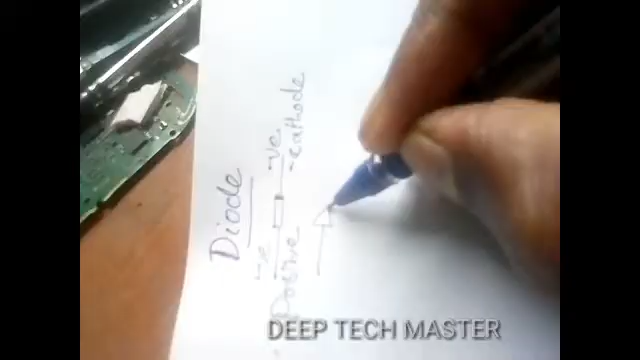 Diode
+ve
-ve
Positive
-cathode
DEEP TECH MASTER